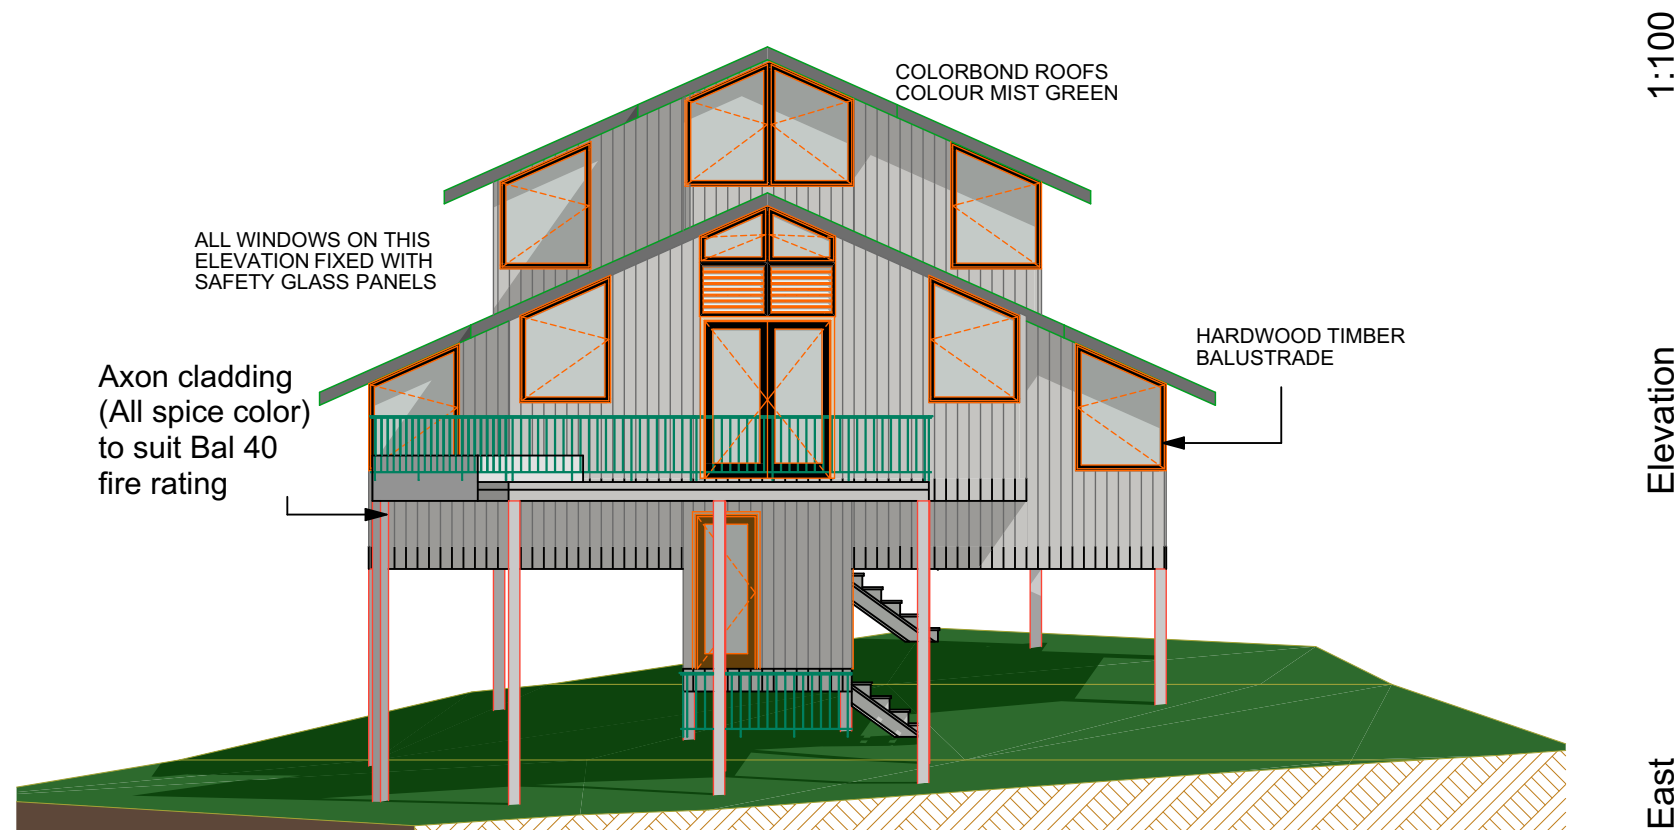 COLORBOND ROOFS
COLOUR MIST GREEN
ALL WINDOWS ON THIS
ELEVATION FIXED WITH
SAFETY GLASS PANELS
HARDWOOD TIMBER
BALUSTRADE
Axon cladding
(All spice color)
to suit Bal 40
fire rating
East Elevation 1:100